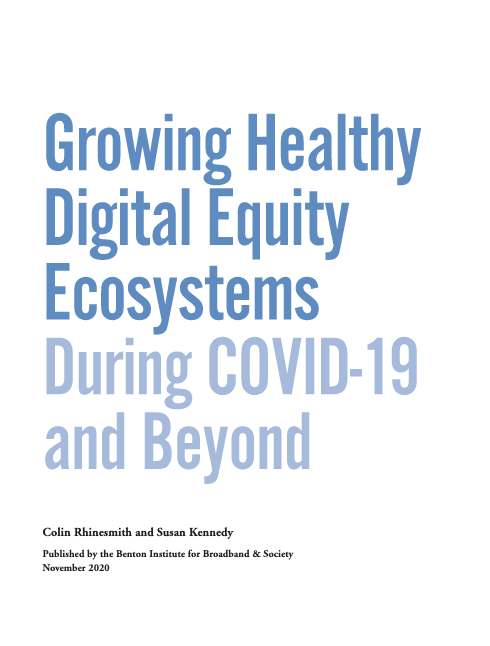 Growing Healthy
Digital Equity
Ecosystems
During COVID-19
and Beyond
Colin Rhinesmith and Susan Kennedy
Published by the Benton Institute for Broadband & Society
November 2020